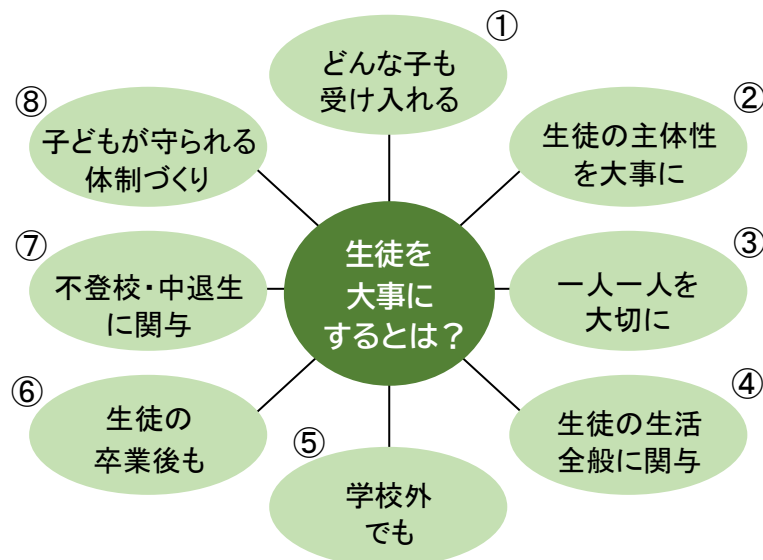 生徒を
大事に
するとは？
①
どんな子も
受け入れる
②
生徒の主体性
を大事に
③
一人一人を
大切に
④
生徒の生活
全般に関与
⑤
学校外
でも
⑥
生徒の
卒業後も
⑦
不登校・中退生
に関与
⑧
子どもが守られる
体制づくり